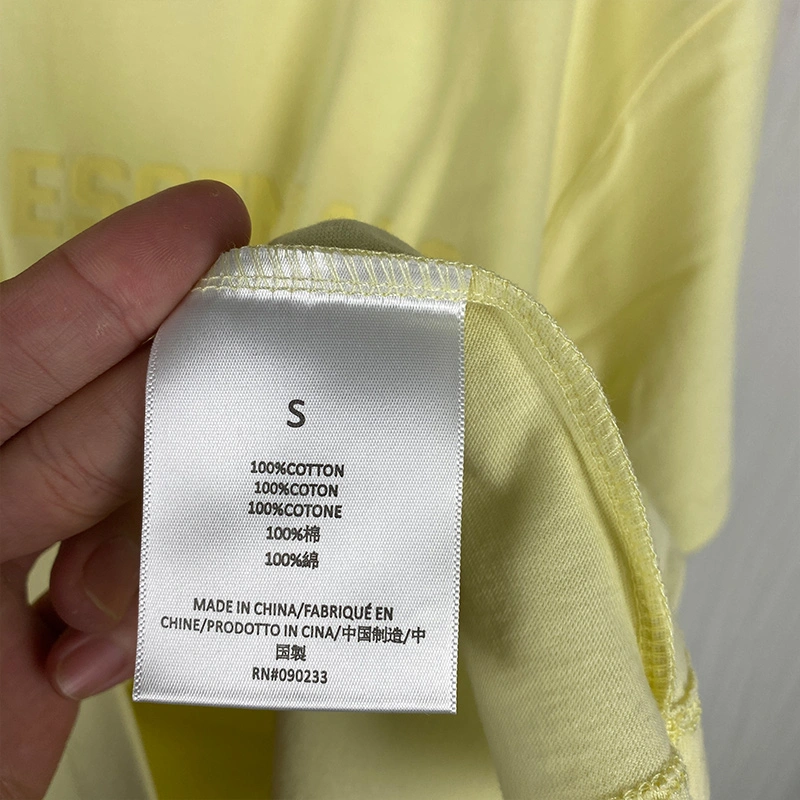 S
100%COTTON
100%COTON
100%COTONE
100%棉
100%綿
MADE IN CHINA/FABRIQUÉ EN
CHINE/PRODOTTO IN CINA/中国制造/中
国製
RN#090233